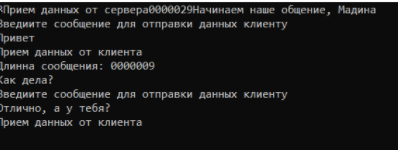 RПрием данных от сервера0000029Начинаем наше общение, Мадина
Введите сообщение для отправки данных клиенту
Привет
Прием данных от клиента
Длинна сообщения: 0000009
Как дела?
Введите сообщение для отправки данных клиенту
Отлично, а у тебя?
Прием данных от клиента